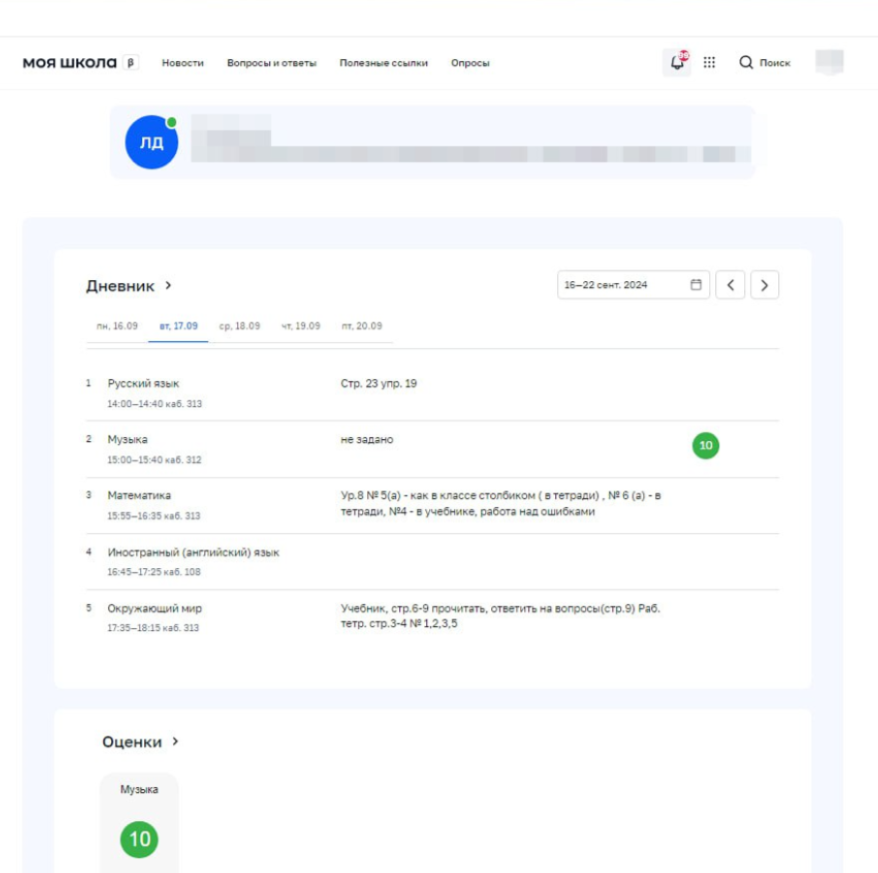 МОЯ ШКОЛА β Новости Вопросы и ответы Полезные ссылки Опросы Поиск
ЛД
Дневник >
16–22 сент. 2024 < >
пн, 16.09 вт, 17.09 ср, 18.09 чт, 19.09 пт, 20.09
1 Русский язык Стр. 23 упр. 19
14:00–14:40 каб. 313
2 Музыка не задано 10
15:00–15:40 каб. 312
3 Математика Ур.8 № 5(а) - как в классе столбиком ( в тетради) , № 6 (а) - в
15:55–16:35 каб. 313 тетради, №4 - в учебнике, работа над ошибками
4 Иностранный (английский) язык
16:45–17:25 каб. 108
5 Окружающий мир Учебник, стр.6-9 прочитать, ответить на вопросы(стр.9) Раб.
17:35–18:15 каб. 313 тетр. стр.3-4 № 1,2,3,5
Оценки >
Музыка
10